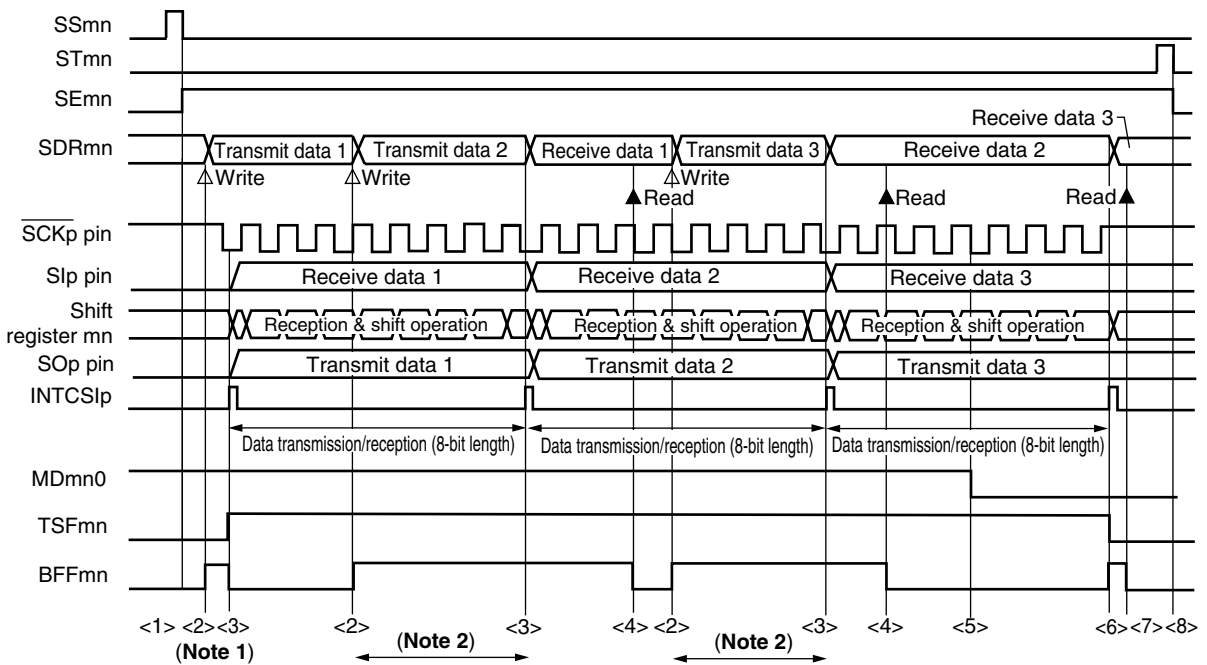 SSmn
STmn
SEmn
Receive data 3
SDRmn
Transmit data 1 Transmit data 2 Receive data 1 Transmit data 3 Receive data 2
Write Write Write
Read Read Read
SCKp pin
SIp pin
Receive data 1 Receive data 2 Receive data 3
Shift
register mn
Reception & shift operation Reception & shift operation Reception & shift operation
SOp pin
Transmit data 1 Transmit data 2 Transmit data 3
INTCSIp
Data transmission/reception (8-bit length) Data transmission/reception (8-bit length) Data transmission/reception (8-bit length)
MDmn0
TSFmn
BFFmn
<1> <2> <3> <2> <3> <4> <2> <3> <4> <5> <6> <7> <8>
(Note 1) (Note 2) (Note 2)